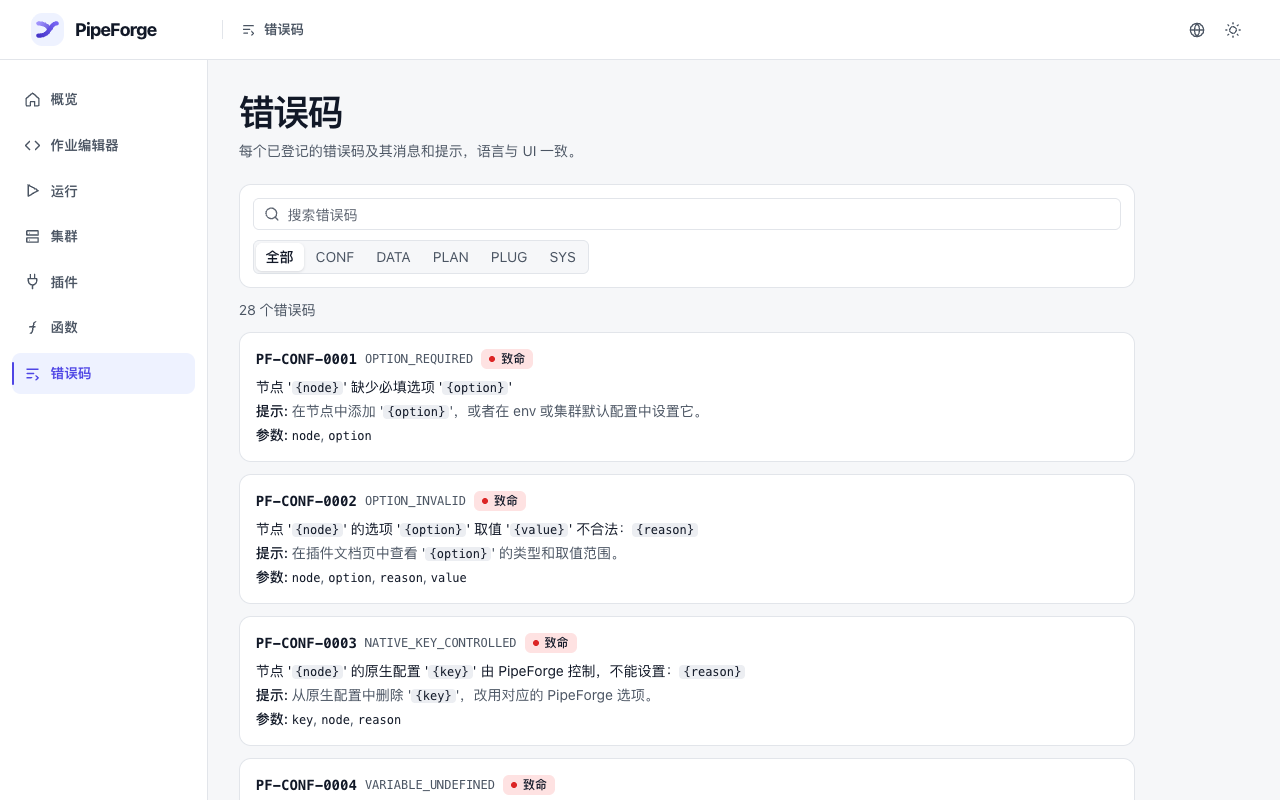 PipeForge
错误码
概览
作业编辑器
运行
集群
插件
函数
错误码
错误码
每个已登记的错误码及其消息和提示，语言与 UI 一致。
搜索错误码
全部 CONF DATA PLAN PLUG SYS
28 个错误码
PF-CONF-0001 OPTION_REQUIRED 致命
节点 '{node}' 缺少必填选项 '{option}'
提示: 在节点中添加 '{option}'，或者在 env 或集群默认配置中设置它。
参数: node, option
PF-CONF-0002 OPTION_INVALID 致命
节点 '{node}' 的选项 '{option}' 取值 '{value}' 不合法：{reason}
提示: 在插件文档页中查看 '{option}' 的类型和取值范围。
参数: node, option, reason, value
PF-CONF-0003 NATIVE_KEY_CONTROLLED 致命
节点 '{node}' 的原生配置 '{key}' 由 PipeForge 控制，不能设置：{reason}
提示: 从原生配置中删除 '{key}'，改用对应的 PipeForge 选项。
参数: key, node, reason
PF-CONF-0004 VARIABLE_UNDEFINED 致命